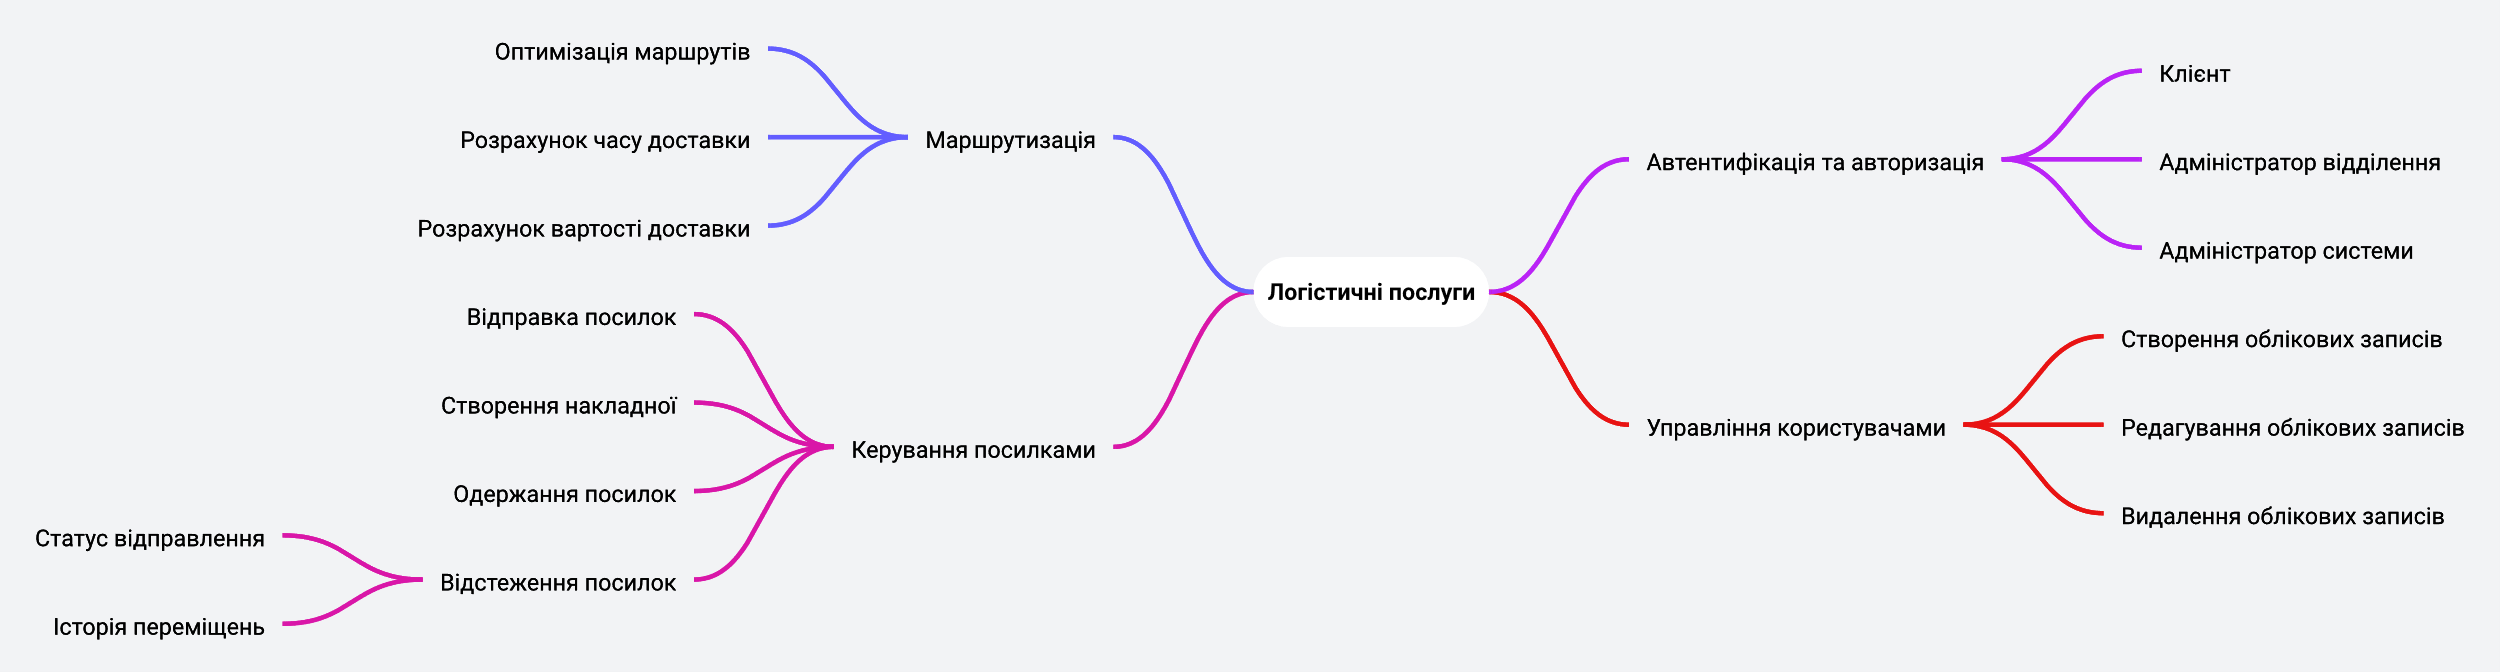 Оптимізація маршрутів
Розрахунок часу доставки
Розрахунок вартості доставки
Маршрутизація
Відправка посилок
Створення накладної
Одержання посилок
Відстеження посилок
Статус відправлення
Історія переміщень
Керування посилками
Логістичні послуги
Автентифікація та авторизація
Клієнт
Адміністратор відділення
Адміністратор системи
Управління користувачами
Створення облікових записів
Редагування облікових записів
Видалення облікових записів